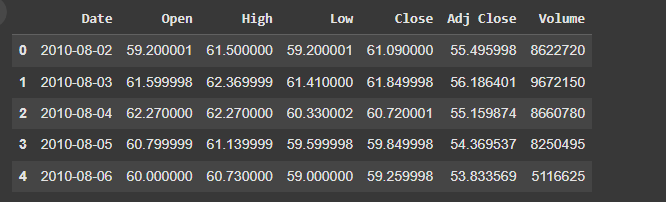 Date Open High Low Close Adj Close Volume
0 2010-08-02 59.200001 61.500000 59.200001 61.090000 55.495998 8622720
1 2010-08-03 61.599998 62.369999 61.410000 61.849998 56.186401 9672150
2 2010-08-04 62.270000 62.270000 60.330002 60.720001 55.159874 8660780
3 2010-08-05 60.799999 61.139999 59.599998 59.849998 54.369537 8250495
4 2010-08-06 60.000000 60.730000 59.000000 59.259998 53.833569 5116625